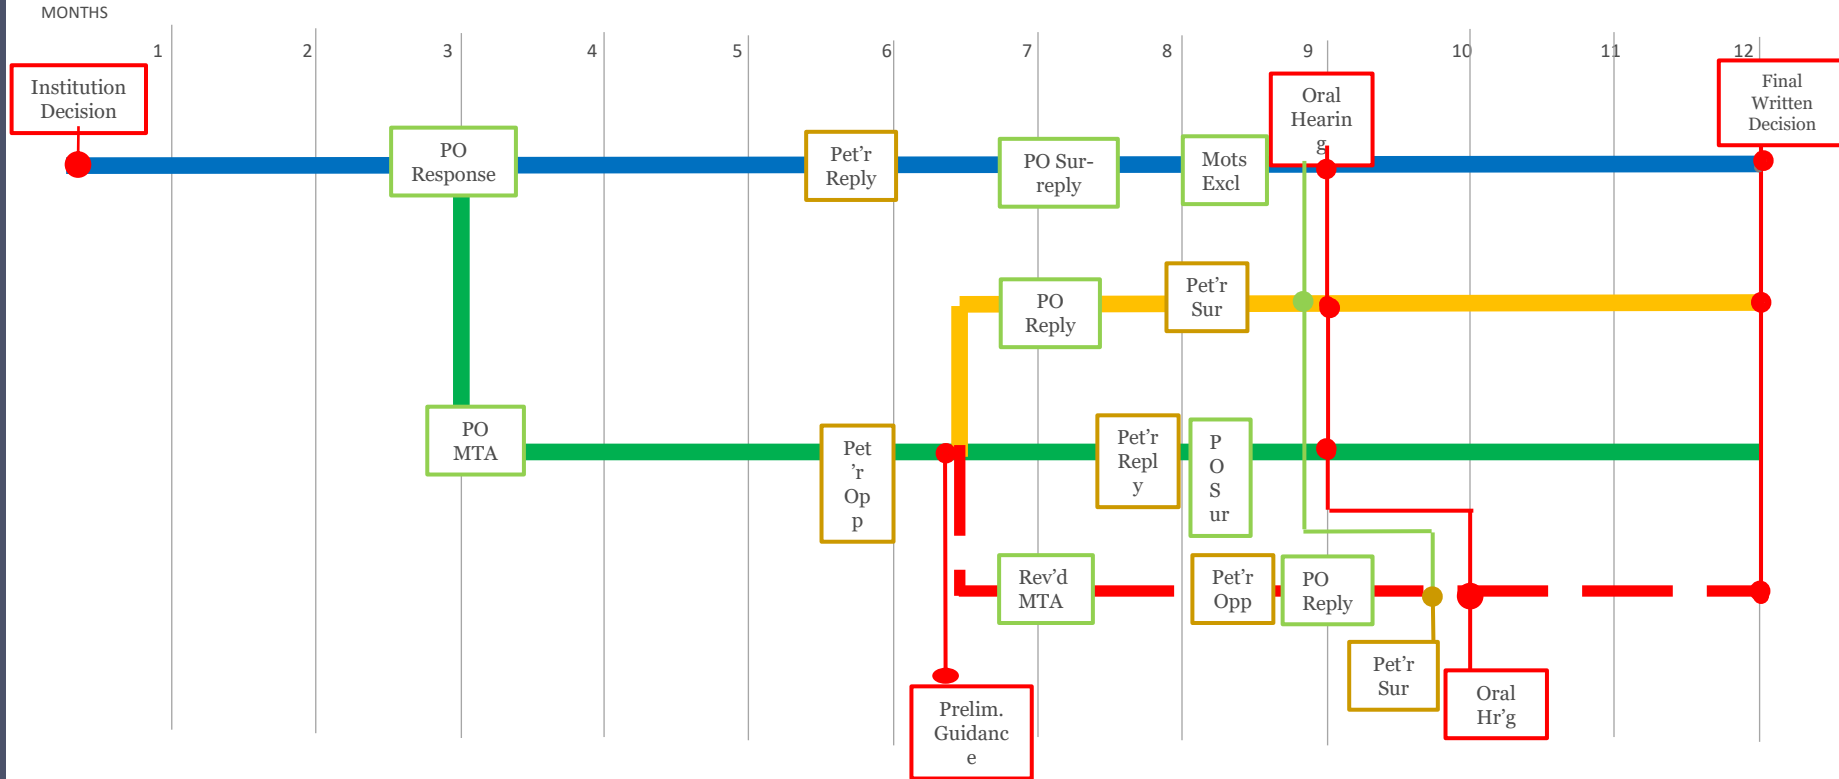 MONTHS
1 2 3 4 5 6 7 8 9 10 11 12
Institution
Decision
PO
Response
Pet’r
Reply
PO Sur-
reply
Mots
Excl
Oral
Hearin
g
Final
Written
Decision
PO
Reply
Pet’r
Sur
PO
MTA
Pet
’r
Op
p
Pet’r
Repl
y
P
O
S
ur
Rev’d
MTA
Pet’r
Opp
PO
Reply
Pet’r
Sur
Oral
Hr’g
Prelim.
Guidanc
e